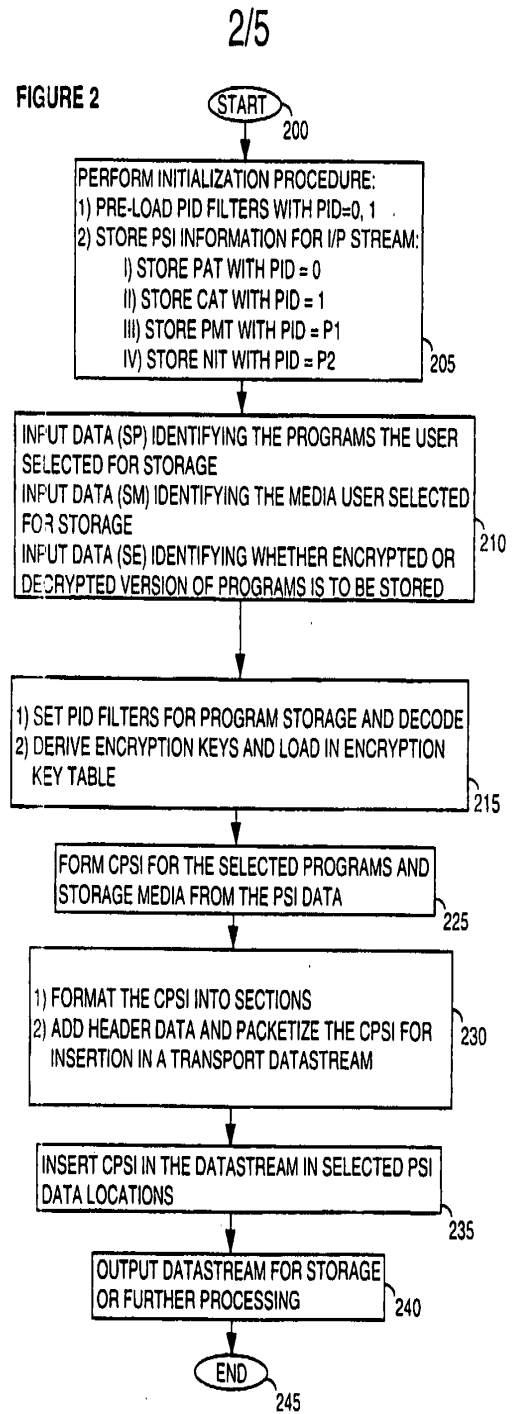 2/5
FIGURE 2
START
200
PERFORM INITIALIZATION PROCEDURE:
1) PRE-LOAD PID FILTERS WITH PID=0, 1
2) STORE PSI INFORMATION FOR I/P STREAM:
I) STORE PAT WITH PID = 0
II) STORE CAT WITH PID = 1
III) STORE PMT WITH PID = P1
IV) STORE NIT WITH PID = P2
205
INPUT DATA (SP) IDENTIFYING THE PROGRAMS THE USER
SELECTED FOR STORAGE
INPUT DATA (SM) IDENTIFYING THE MEDIA USER SELECTED
FOR STORAGE
INPUT DATA (SE) IDENTIFYING WHETHER ENCRYPTED OR
DECRYPTED VERSION OF PROGRAMS IS TO BE STORED
210
1) SET PID FILTERS FOR PROGRAM STORAGE AND DECODE
2) DERIVE ENCRYPTION KEYS AND LOAD IN ENCRYPTION
KEY TABLE
215
FORM CPSI FOR THE SELECTED PROGRAMS AND
STORAGE MEDIA FROM THE PSI DATA
225
1) FORMAT THE CPSI INTO SECTIONS
2) ADD HEADER DATA AND PACKETIZE THE CPSI FOR
INSERTION IN A TRANSPORT DATASTREAM
230
INSERT CPSI IN THE DATASTREAM IN SELECTED PSI
DATA LOCATIONS
235
OUTPUT DATASTREAM FOR STORAGE
OR FURTHER PROCESSING
240
END
245